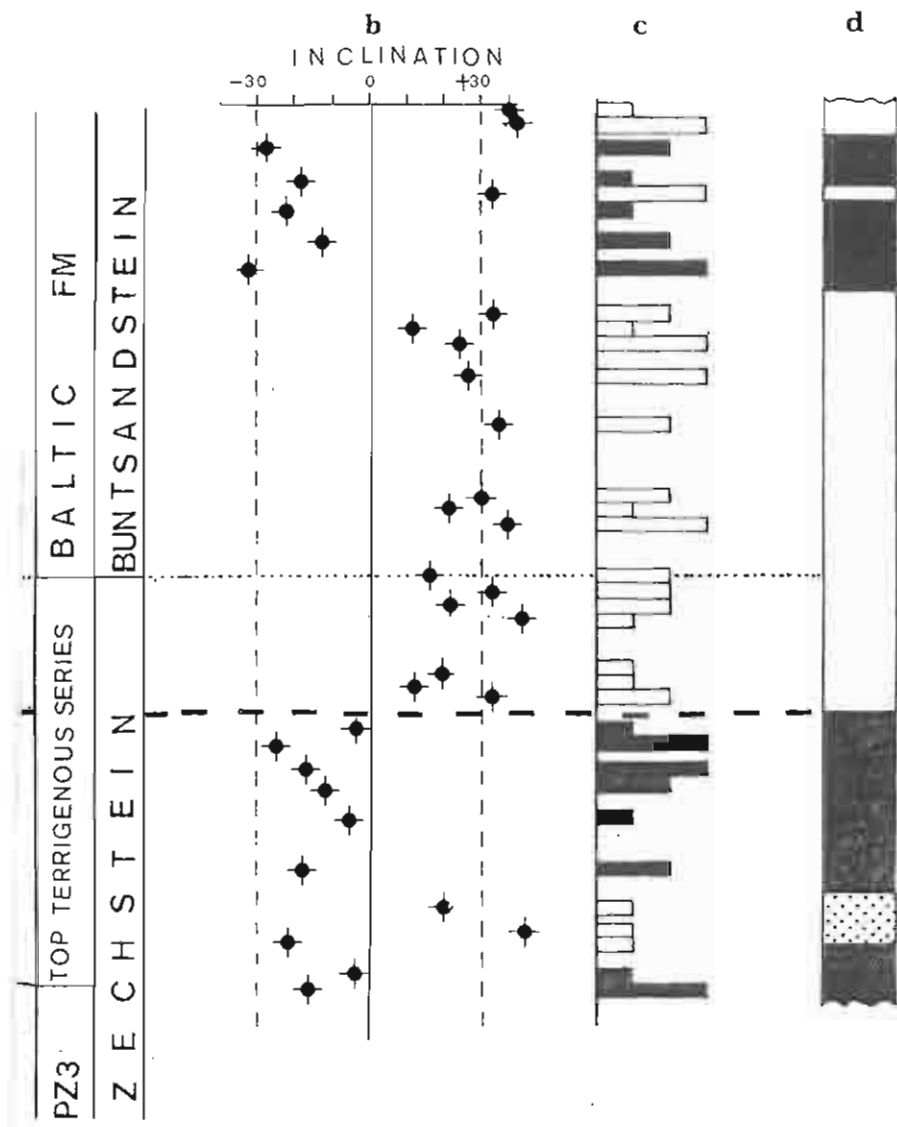 b
c
d
INCLINATION
−30
0
+30
BALTIC FM
BUNTSANDSTEIN
TOP TERRIGENOUS SERIES
ZECHSTEIN
PZ3